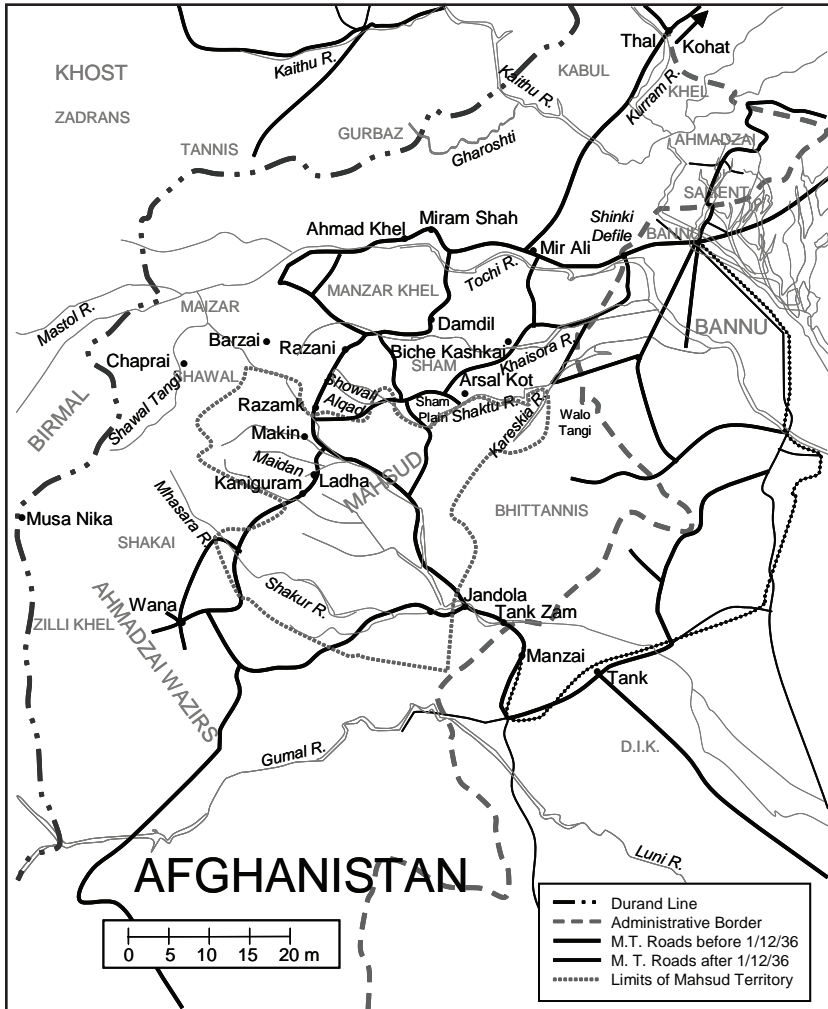 Thal
Kohat
KHOST
Kaithu R.
KABUL
Kaithu R.
Kurram R.
KHEL
ZADRANS
GURBAZ
TANNIS
Gharoshti
AHMADZAI
SADENT
Ahmad Khel
Miram Shah
Shinki
Defile
BANNU
Mir Ali
Tochi R.
MANZAR KHEL
Mastol R.
MAIZAR
Damdil
BANNU
Barzai
Razani
Biche Kashkai
Khaisora R.
Chaprai
SHAWAL
SHAM
Arsal Kot
Showali
Algad
Sham
Plain
Shaktu R.
Shawal Tangi
BIRMAL
Razamk
Kareskia R.
Walo
Tangi
Makin
Maidan
MAHSUD
Kaniguram
Ladha
Mhasara R.
BHITTANNIS
Musa Nika
SHAKAI
Shakur R.
Jandola
Wana
Tank Zam
ZILLI KHEL
AHMADZAI WAZIRS
Manzai
Tank
Gumal R.
D.I.K.
Luni R.
AFGHANISTAN
0 5 10 15 20 m
Durand Line
Administrative Border
M.T. Roads before 1/12/36
M. T. Roads after 1/12/36
Limits of Mahsud Territory